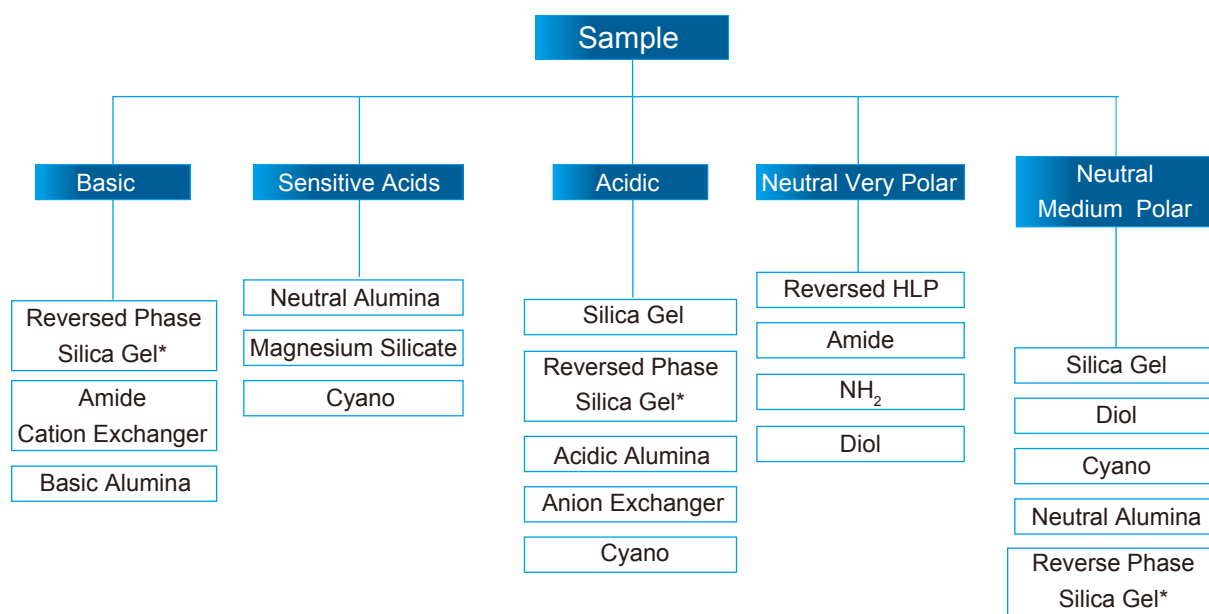 Sample
Basic
Reversed Phase
Silica Gel*
Amide
Cation Exchanger
Basic Alumina
Sensitive Acids
Neutral Alumina
Magnesium Silicate
Cyano
Acidic
Silica Gel
Reversed Phase
Silica Gel*
Acidic Alumina
Anion Exchanger
Cyano
Neutral Very Polar
Reversed HLP
Amide
NH₂
Diol
Neutral
Medium Polar
Silica Gel
Diol
Cyano
Neutral Alumina
Reverse Phase
Silica Gel*